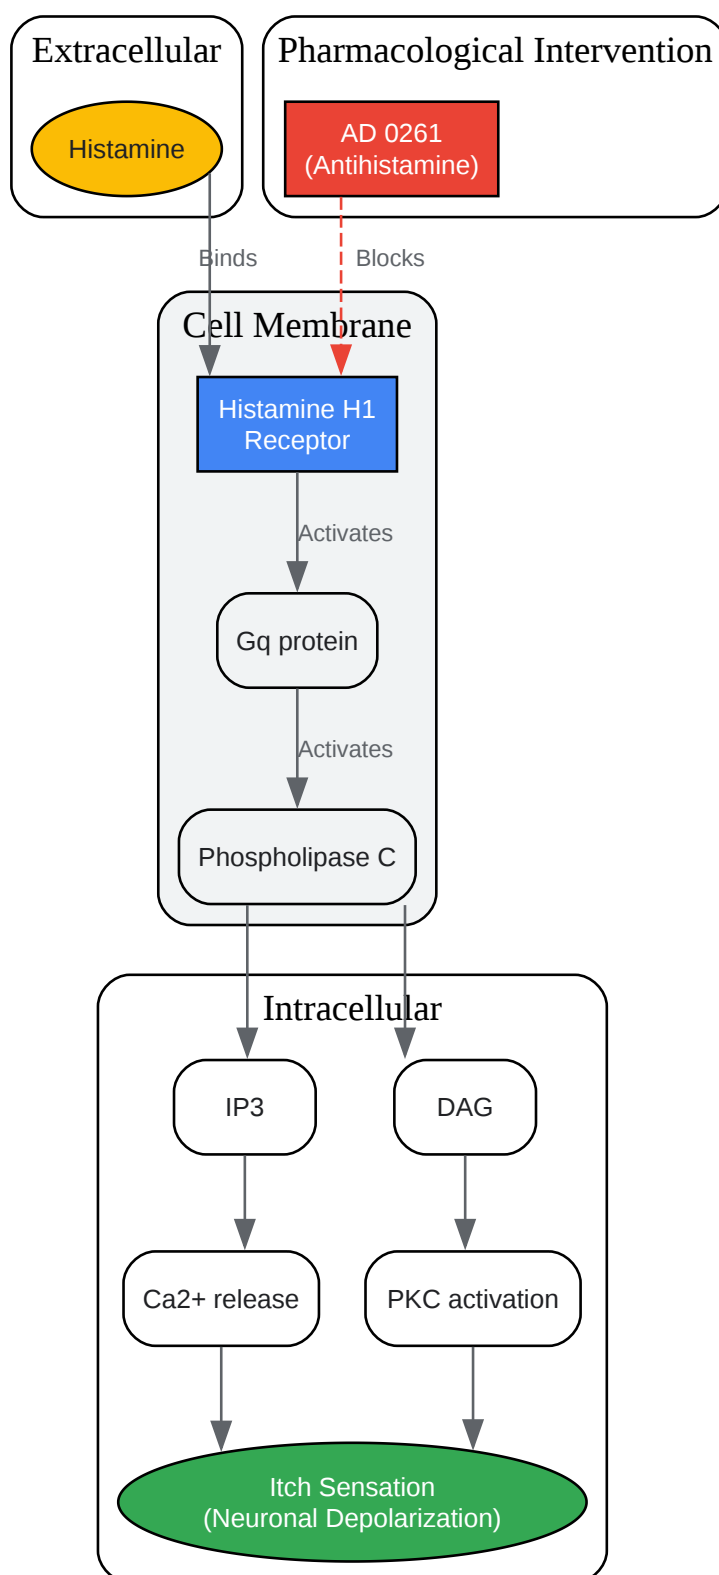 Extracellular
Pharmacological Intervention
Histamine
AD 0261
(Antihistamine)
Binds
Blocks
Cell Membrane
Histamine H1
Receptor
Activates
Gq protein
Activates
Phospholipase C
Intracellular
IP3
DAG
Ca2+ release
PKC activation
Itch Sensation
(Neuronal Depolarization)